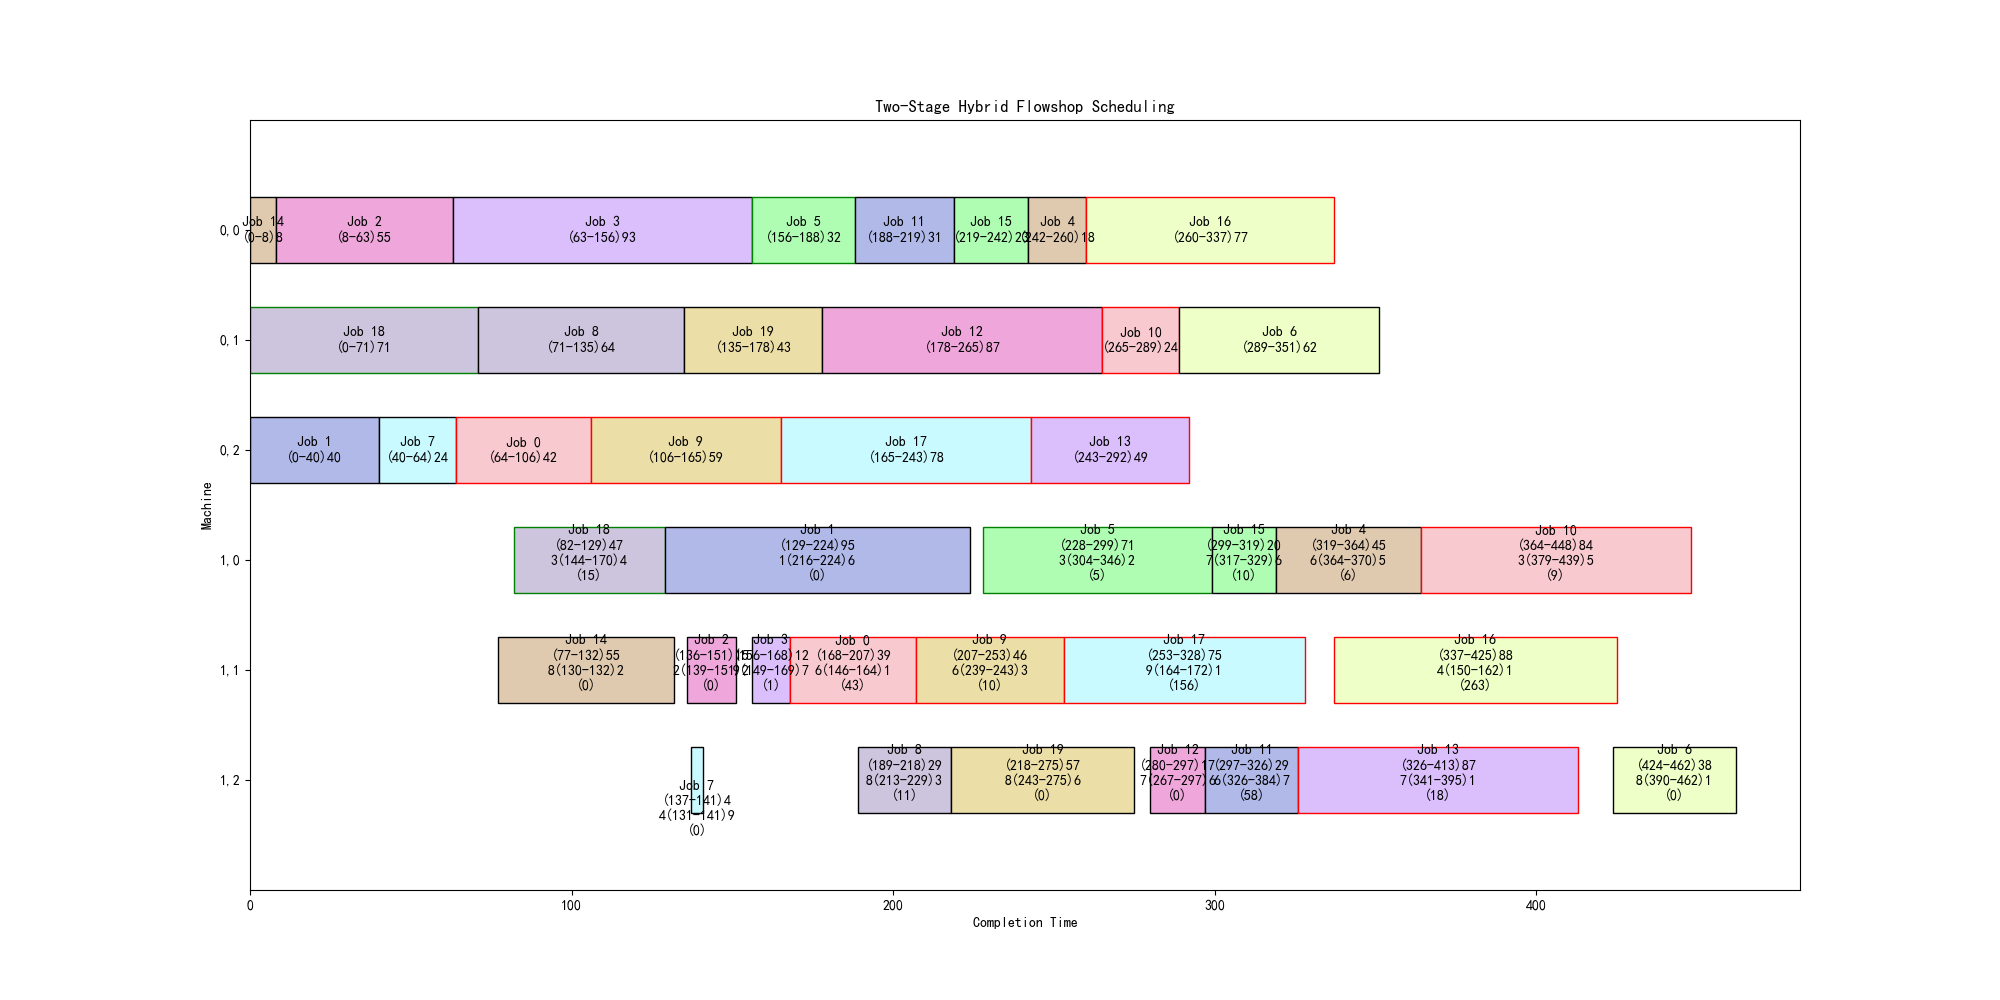 Two-Stage Hybrid Flowshop Scheduling
Machine
0,0
Job 14
(0-8)8
Job 2
(8-63)55
Job 3
(63-156)93
Job 5
(156-188)32
Job 11
(188-219)31
Job 15
(219-242)23
Job 4
(242-260)18
Job 16
(260-337)77
0,1
Job 18
(0-71)71
Job 8
(71-135)64
Job 19
(135-178)43
Job 12
(178-265)87
Job 10
(265-289)24
Job 6
(289-351)62
0,2
Job 1
(0-40)40
Job 7
(40-64)24
Job 0
(64-106)42
Job 9
(106-165)59
Job 17
(165-243)78
Job 13
(243-292)49
1,0
Job 18
(82-129)47
3(144-170)4
(15)
Job 1
(129-224)95
1(216-224)6
(0)
Job 5
(228-299)71
3(304-346)2
(5)
Job 15
(299-319)20
7(317-329)6
(10)
Job 4
(319-364)45
6(364-370)5
(6)
Job 10
(364-448)84
3(379-439)5
(9)
1,1
Job 14
(77-132)55
8(130-132)2
(0)
Job 2
(136-151)15
2(139-151)2
(0)
Job 3
(156-168)12
9(149-169)7
(1)
Job 0
(168-207)39
6(146-164)1
(43)
Job 9
(207-253)46
6(239-243)3
(10)
Job 17
(253-328)75
9(164-172)1
(156)
Job 16
(337-425)88
4(150-162)1
(263)
1,2
Job 7
(137-141)4
4(131-141)9
(0)
Job 8
(189-218)29
8(213-229)3
(11)
Job 19
(218-275)57
8(243-275)6
(0)
Job 12
(280-297)17
7(267-297)6
(0)
Job 11
(297-326)29
6(326-384)7
(58)
Job 13
(326-413)87
7(341-395)1
(18)
Job 6
(424-462)38
8(390-462)1
(0)
0
100
200
300
400
Completion Time